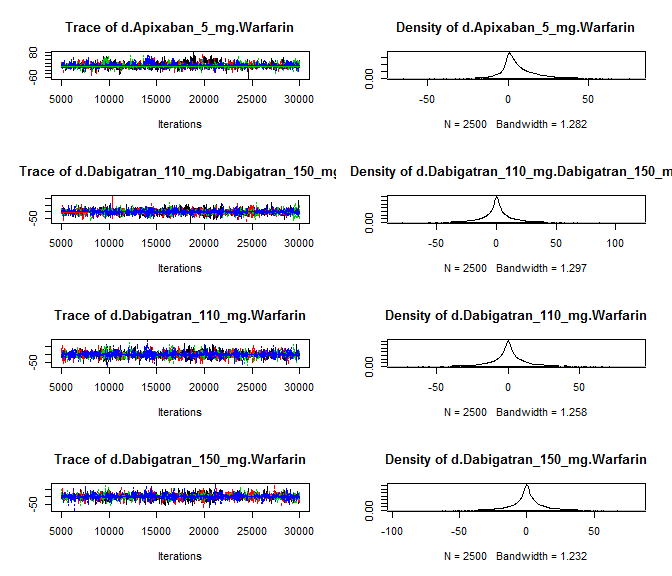 Trace of d.Apixaban_5_mg.Warfarin
Density of d.Apixaban_5_mg.Warfarin
80
-60
5000 10000 15000 20000 25000 30000
Iterations
0.00
-50 0 50
N = 2500 Bandwidth = 1.282
Trace of d.Dabigatran_110_mg.Dabigatran_150_mg
Density of d.Dabigatran_110_mg.Dabigatran_150_m
-50
5000 10000 15000 20000 25000 30000
Iterations
0.00
-50 0 50 100
N = 2500 Bandwidth = 1.297
Trace of d.Dabigatran_110_mg.Warfarin
Density of d.Dabigatran_110_mg.Warfarin
-50
5000 10000 15000 20000 25000 30000
Iterations
0.00
-50 0 50
N = 2500 Bandwidth = 1.258
Trace of d.Dabigatran_150_mg.Warfarin
Density of d.Dabigatran_150_mg.Warfarin
-50
5000 10000 15000 20000 25000 30000
Iterations
0.00
-100 -50 0 50
N = 2500 Bandwidth = 1.232